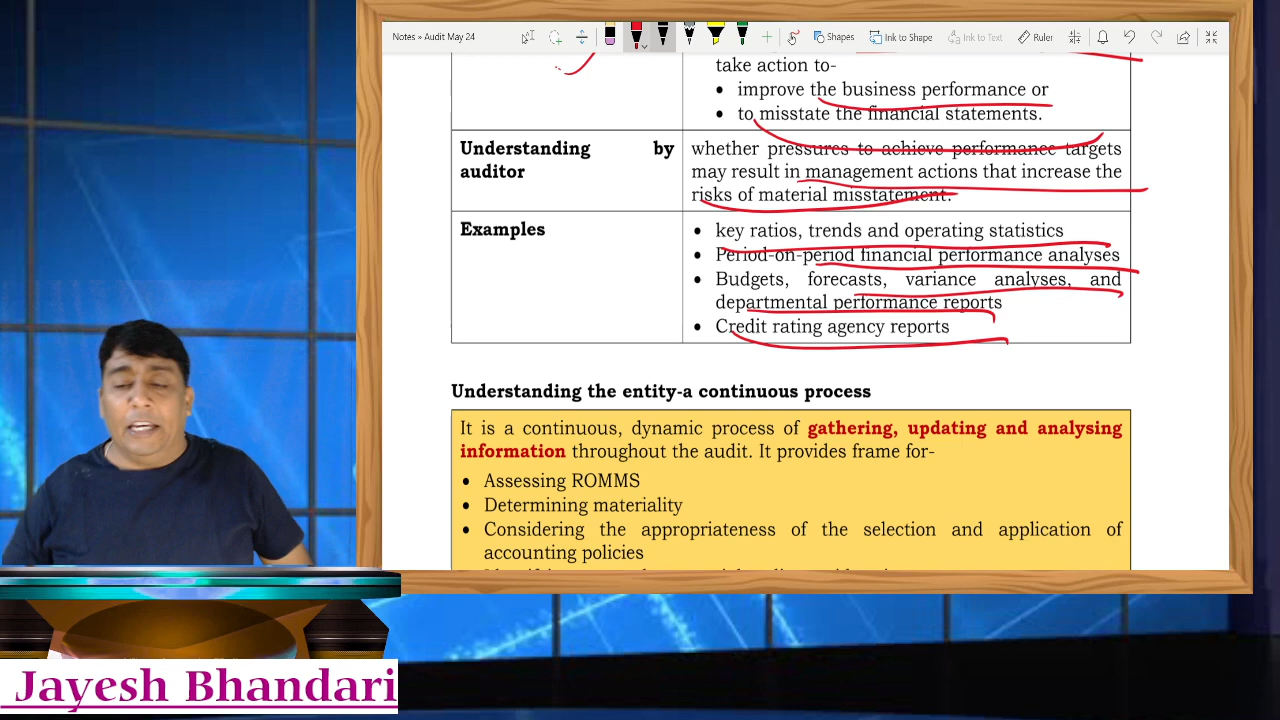 Notes » Audit May 24
Shapes
Ink to Shape
Ink to Text
Ruler
take action to-
• improve the business performance or
• to misstate the financial statements.
Understanding by
auditor
whether pressures to achieve performance targets
may result in management actions that increase the
risks of material misstatement.
Examples
• key ratios, trends and operating statistics
• Period-on-period financial performance analyses
• Budgets, forecasts, variance analyses, and
departmental performance reports
• Credit rating agency reports
Understanding the entity-a continuous process
It is a continuous, dynamic process of gathering, updating and analysing
information throughout the audit. It provides frame for-
• Assessing ROMMS
• Determining materiality
• Considering the appropriateness of the selection and application of
accounting policies
Jayesh Bhandari